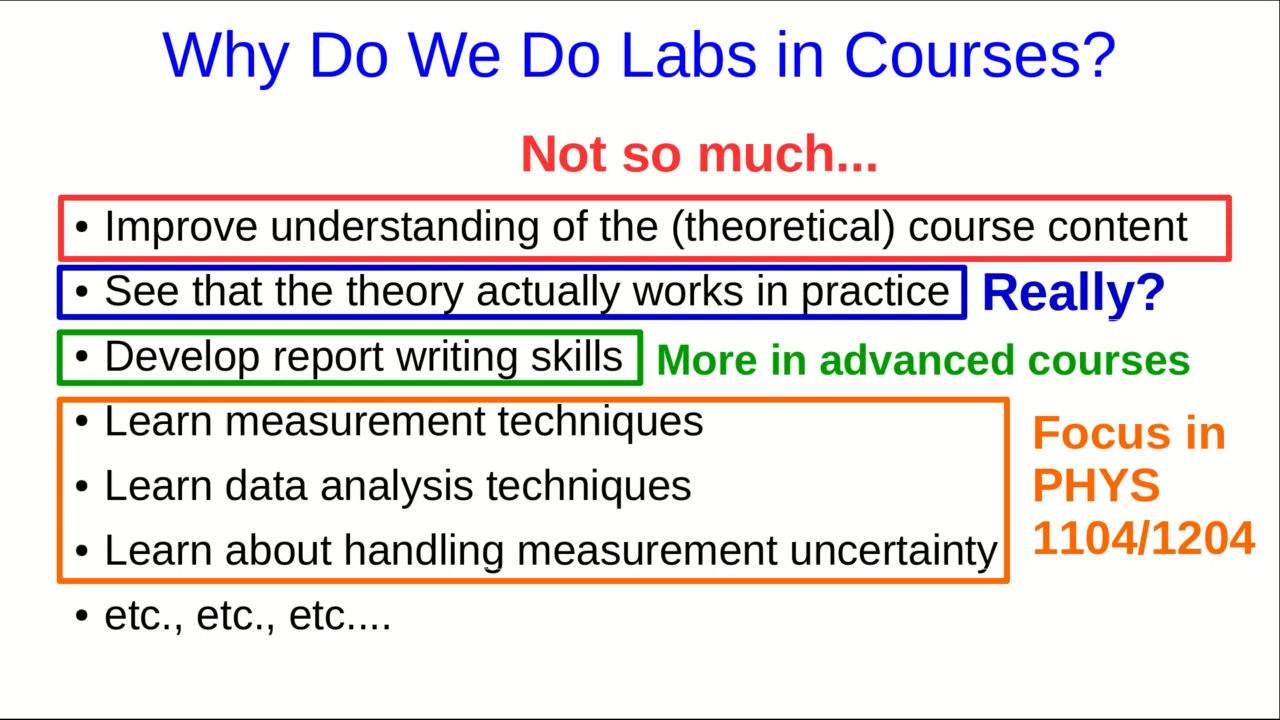 Why Do We Do Labs in Courses?
Not so much...
• Improve understanding of the (theoretical) course content
• See that the theory actually works in practice
Really?
• Develop report writing skills
More in advanced courses
• Learn measurement techniques
• Learn data analysis techniques
• Learn about handling measurement uncertainty
Focus in
PHYS
1104/1204
• etc., etc., etc....